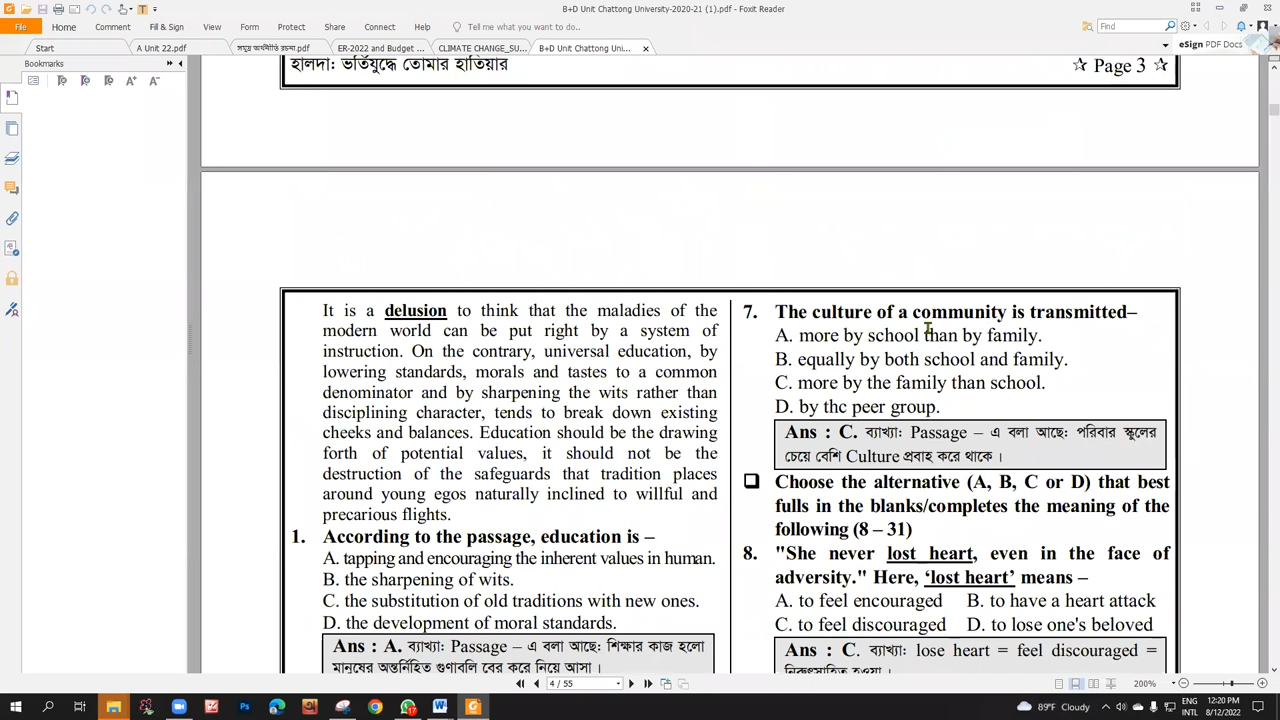 B+D Unit Chattong University-2020-21 (1).pdf - Foxit Reader
File Home Comment Fill & Sign Form Protect Share Connect Help Tell me what you want to do.. Find
Start A Unit 22.pdf ER-2022 and Budget ... CLIMATE CHANGE_SU... B+D Unit Chattong Uni... eSign PDF Docs
Bookmarks
হালদা: ভর্তিযুদ্ধে তোমার হাতিয়ার ☆ Page 3 ☆
It is a delusion to think that the maladies of the
modern world can be put right by a system of
instruction. On the contrary, universal education, by
lowering standards, morals and tastes to a common
denominator and by sharpening the wits rather than
disciplining character, tends to break down existing
cheeks and balances. Education should be the drawing
forth of potential values, it should not be the
destruction of the safeguards that tradition places
around young egos naturally inclined to willful and
precarious flights.
1. According to the passage, education is –
A. tapping and encouraging the inherent values in human.
B. the sharpening of wits.
C. the substitution of old traditions with new ones.
D. the development of moral standards.
Ans : A. ব্যাখ্যা: Passage – এ বলা আছে: শিক্ষার কাজ হলো
মানুষের অন্তর্নিহিত গুণাবলি বের করে নিয়ে আসা।
7. The culture of a community is transmitted–
A. more by school than by family.
B. equally by both school and family.
C. more by the family than school.
D. by thc peer group.
Ans : C. ব্যাখ্যা: Passage – এ বলা আছে: পরিবার স্কুলের
চেয়ে বেশি Culture প্রবাহ করে থাকে।
❑ Choose the alternative (A, B, C or D) that best
fulls in the blanks/completes the meaning of the
following (8 – 31)
8. "She never lost heart, even in the face of
adversity." Here, ‘lost heart’ means –
A. to feel encouraged B. to have a heart attack
C. to feel discouraged D. to lose one's beloved
Ans : C. ব্যাখ্যা: lose heart = feel discouraged =
নিরুৎসাহিত হওয়া।
4 / 55 200%
89°F Cloudy ENG INTL 12:20 PM 8/12/2022